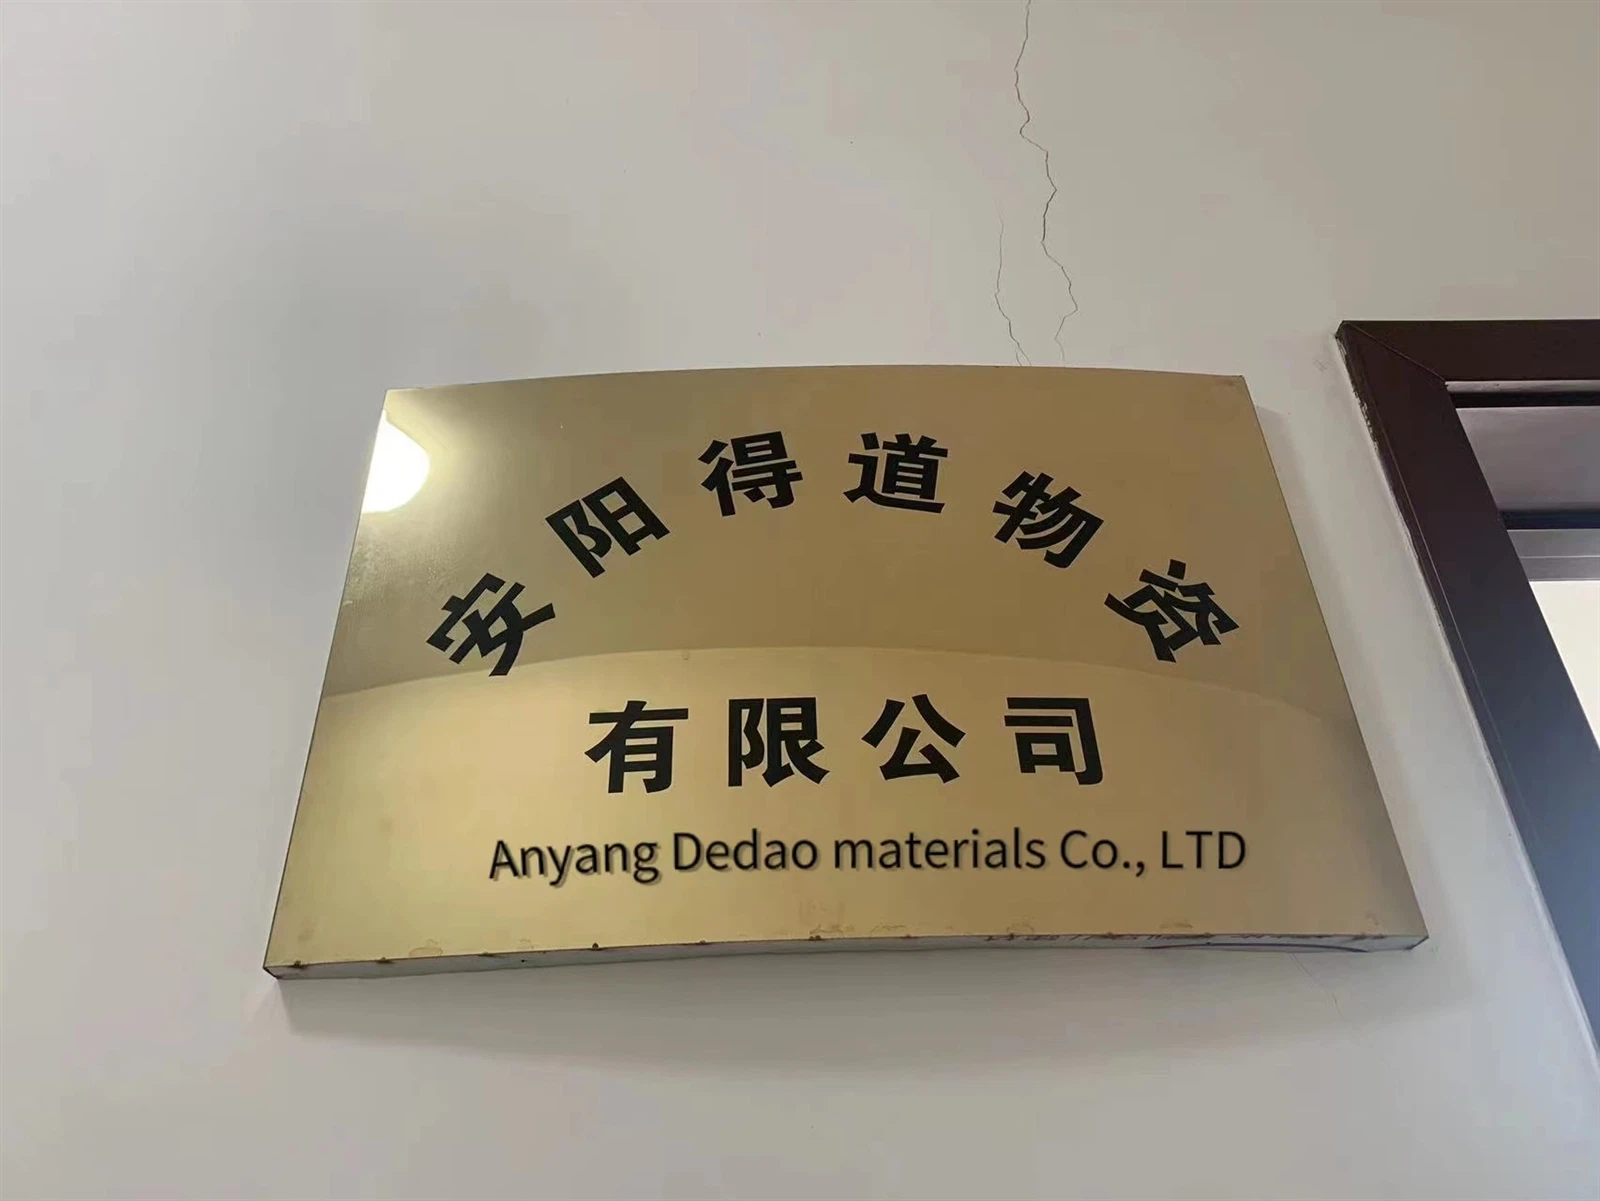 安阳得道物资
有限公司
Anyang Dedao materials Co., LTD